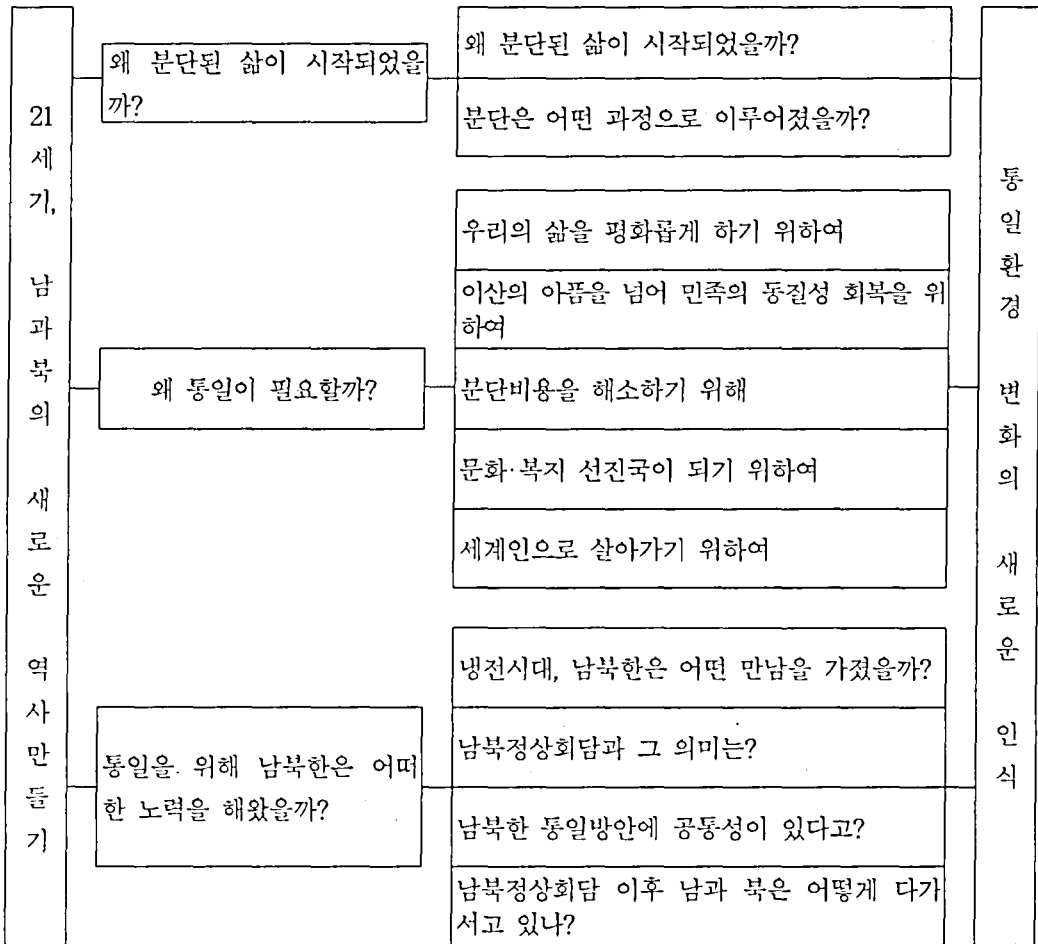 21세기, 남과북의 새로운 역사만들기
왜 분단된 삶이 시작되었을
까?
왜 분단된 삶이 시작되었을까?
분단은 어떤 과정으로 이루어졌을까?
왜 통일이 필요할까?
우리의 삶을 평화롭게 하기 위하여
이산의 아픔을 넘어 민족의 동질성 회복을 위
하여
분단비용을 해소하기 위해
문화·복지 선진국이 되기 위하여
세계인으로 살아가기 위하여
통일을 위해 남북한은 어떠
한 노력을 해왔을까?
냉전시대, 남북한은 어떤 만남을 가졌을까?
남북정상회담과 그 의미는?
남북한 통일방안에 공통성이 있다고?
남북정상회담 이후 남과 북은 어떻게 다가
서고 있나?
통일환경 변화의 새로운 인식